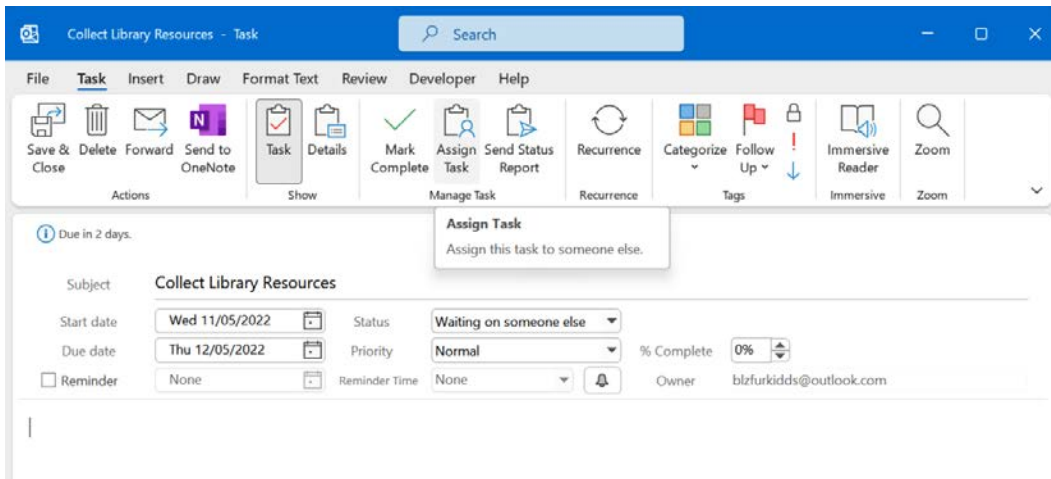 Collect Library Resources - Task
Search
File Task Insert Draw Format Text Review Developer Help
Save & Close
Delete
Forward
Send to OneNote
Task
Details
Mark Complete
Assign Task
Send Status Report
Recurrence
Categorize
Follow Up
Immersive Reader
Zoom
Actions Show Manage Task Recurrence Tags Immersive Zoom
Assign Task
Assign this task to someone else.
Due in 2 days.
Subject Collect Library Resources
Start date Wed 11/05/2022 Status Waiting on someone else
Due date Thu 12/05/2022 Priority Normal % Complete 0%
Reminder None Reminder Time None Owner blzfurkidds@outlook.com